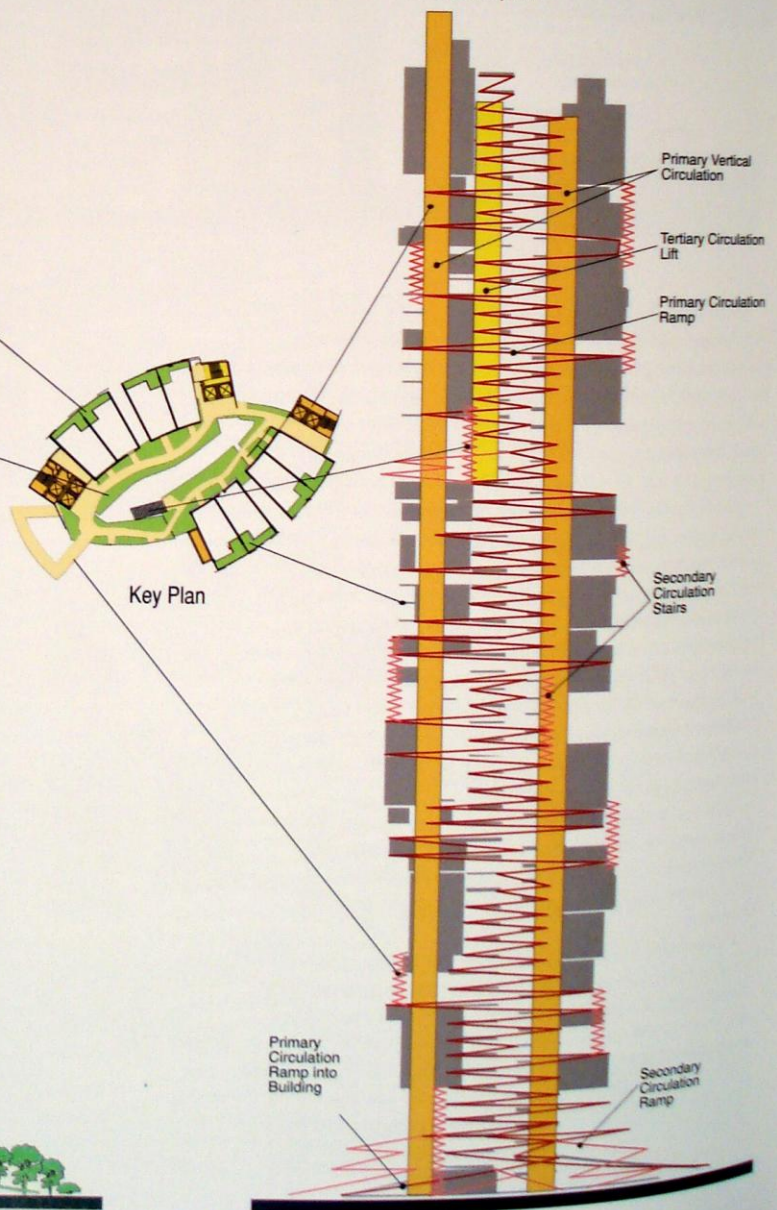 Primary Vertical
Circulation
Tertiary Circulation
Lift
Primary Circulation
Ramp
Key Plan
Secondary
Circulation
Stairs
Primary
Circulation
Ramp into
Building
Secondary
Circulation
Ramp